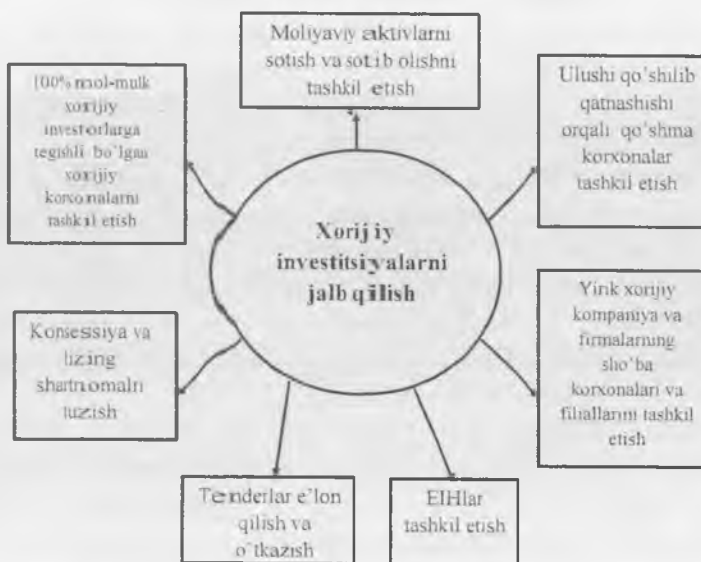 Moliyaviy aktivlarni
sotish va sotib olishni
tashkil etish
100% mol-mulk
xorijiy
investorlarga
tegishli bo'lgan
xorijiy
korxonalarni
tashkil etish
Ulushi qo'shilib
qatnashishi
orqali qo'shma
korxonalar
tashkil etish
Xorijiy
investitsiyalarni
jalb qilish
Konsessiya va
lizing
shartnomalri
tuzish
Yirik xorijiy
kompaniya va
firmalarning
sho'ba
korxonalari va
filiallarini tashkil
etish
Tenderlar e'lon
qilish va
o'tkazish
EIHlar
tashkil etish